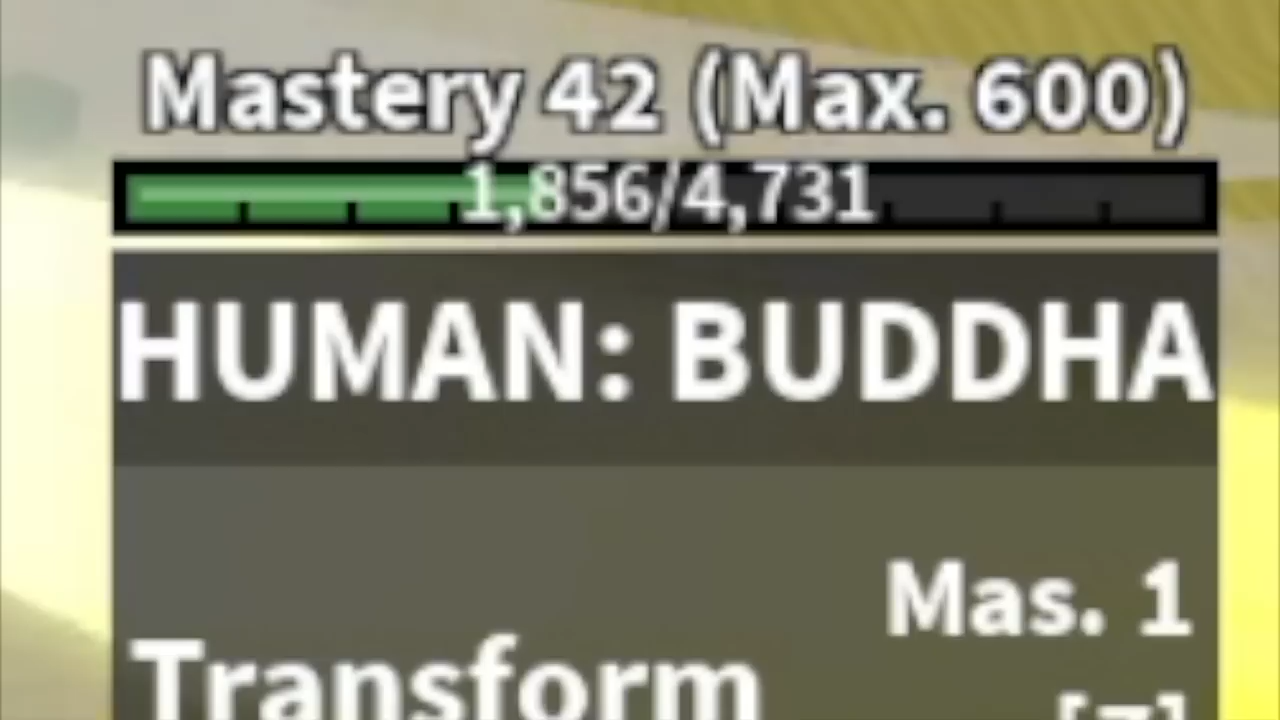 Mastery 42 (Max. 600)
1,856/4,731
HUMAN: BUDDHA
Mas. 1
Transform